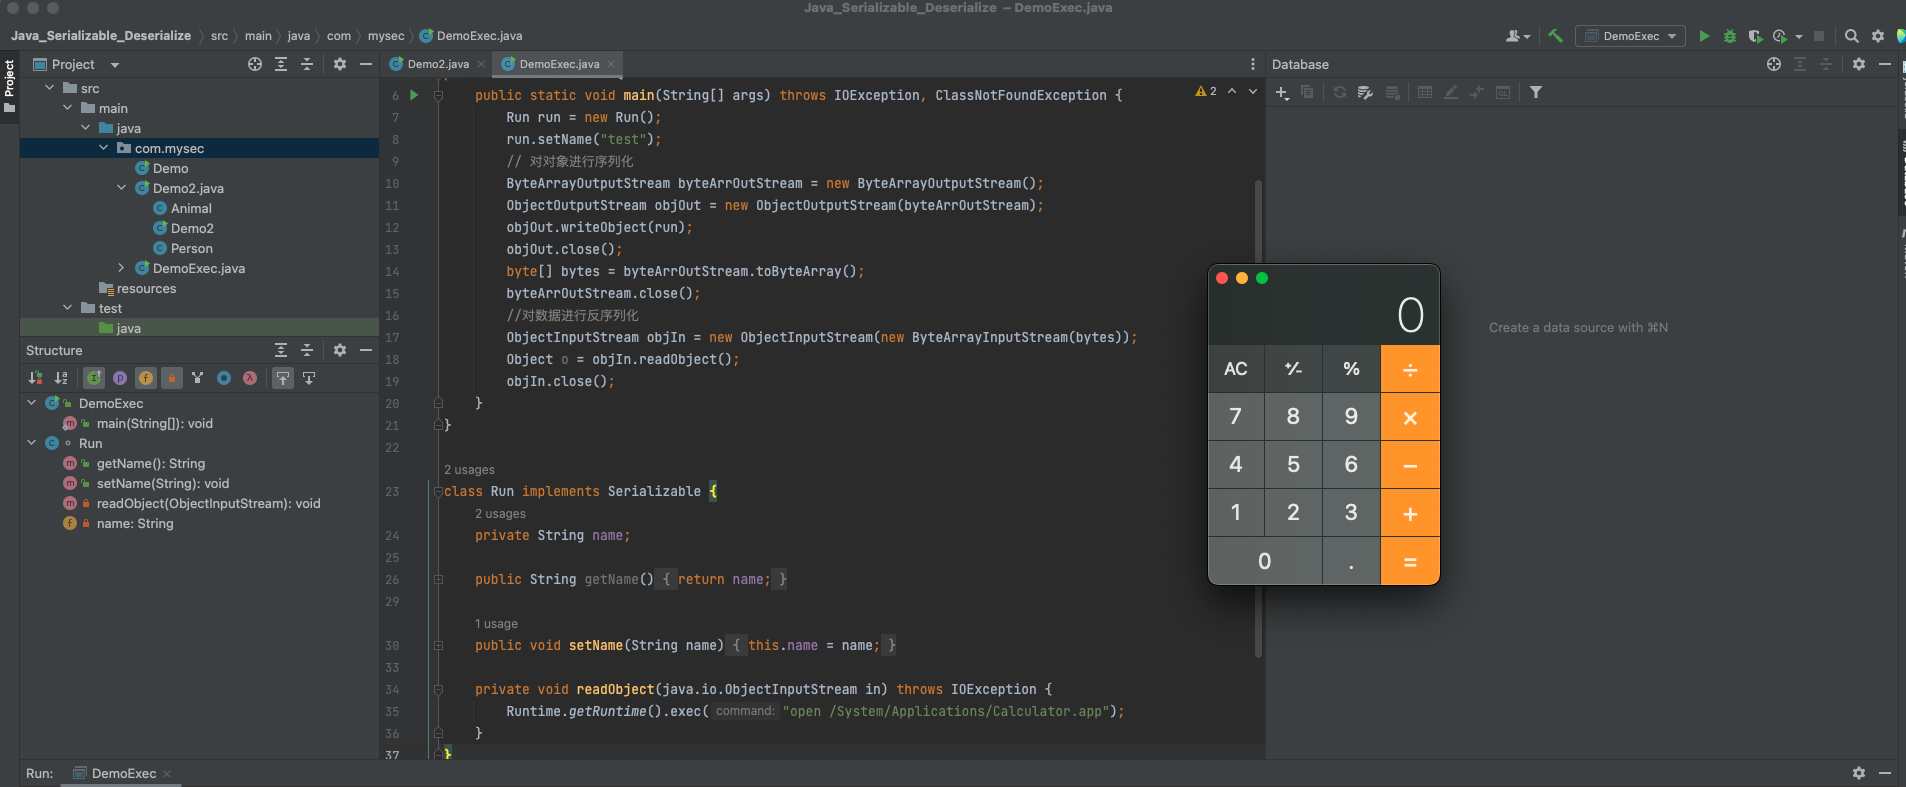 Java_Serializable_Deserialize – DemoExec.java
Java_Serializable_Deserialize
src
main
java
com
mysec
DemoExec.java
DemoExec
Project
Project
src
main
java
com.mysec
Demo
Demo2.java
Animal
Demo2
Person
DemoExec.java
resources
test
java
Structure
DemoExec
main(String[]): void
Run
getName(): String
setName(String): void
readObject(ObjectInputStream): void
name: String
Demo2.java
DemoExec.java
2
6 public static void main(String[] args) throws IOException, ClassNotFoundException {
7 Run run = new Run();
8 run.setName("test");
9 // 对对象进行序列化
10 ByteArrayOutputStream byteArrOutStream = new ByteArrayOutputStream();
11 ObjectOutputStream objOut = new ObjectOutputStream(byteArrOutStream);
12 objOut.writeObject(run);
13 objOut.close();
14 byte[] bytes = byteArrOutStream.toByteArray();
15 byteArrOutStream.close();
16 //对数据进行反序列化
17 ObjectInputStream objIn = new ObjectInputStream(new ByteArrayInputStream(bytes));
18 Object o = objIn.readObject();
19 objIn.close();
20 }
21 }
22
2 usages
23 class Run implements Serializable {
2 usages
24 private String name;
25
26 public String getName() { return name; }
29
1 usage
30 public void setName(String name) { this.name = name; }
33
34 private void readObject(java.io.ObjectInputStream in) throws IOException {
35 Runtime.getRuntime().exec( command: "open /System/Applications/Calculator.app");
36 }
37 }
Database
Create a data source with ⌘N
0
AC +⁄- % ÷
7 8 9 ×
4 5 6 −
1 2 3 +
0 . =
Run: DemoExec